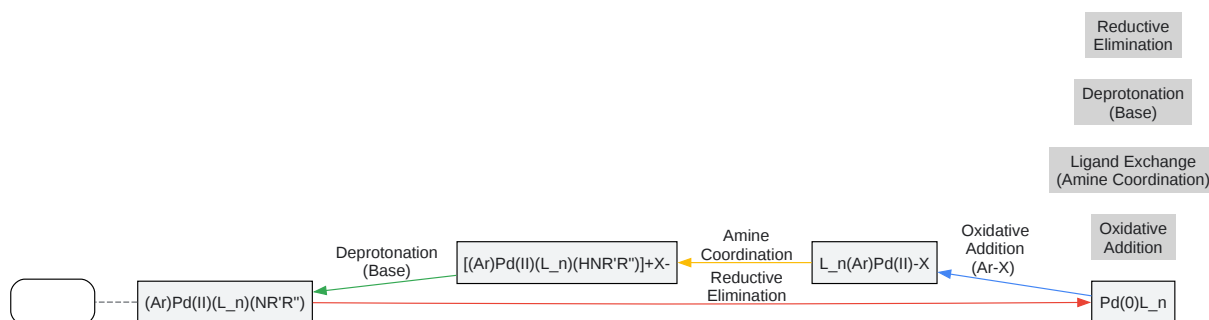 Reductive
Elimination
Deprotonation
(Base)
Ligand Exchange
(Amine Coordination)
Oxidative
Addition
Oxidative
Addition
(Ar-X)
Amine
Coordination
Deprotonation
(Base)
[(Ar)Pd(II)(L_n)(HNR'R")]+X-
L_n(Ar)Pd(II)-X
Reductive
Elimination
(Ar)Pd(II)(L_n)(NR'R")
Pd(0)L_n